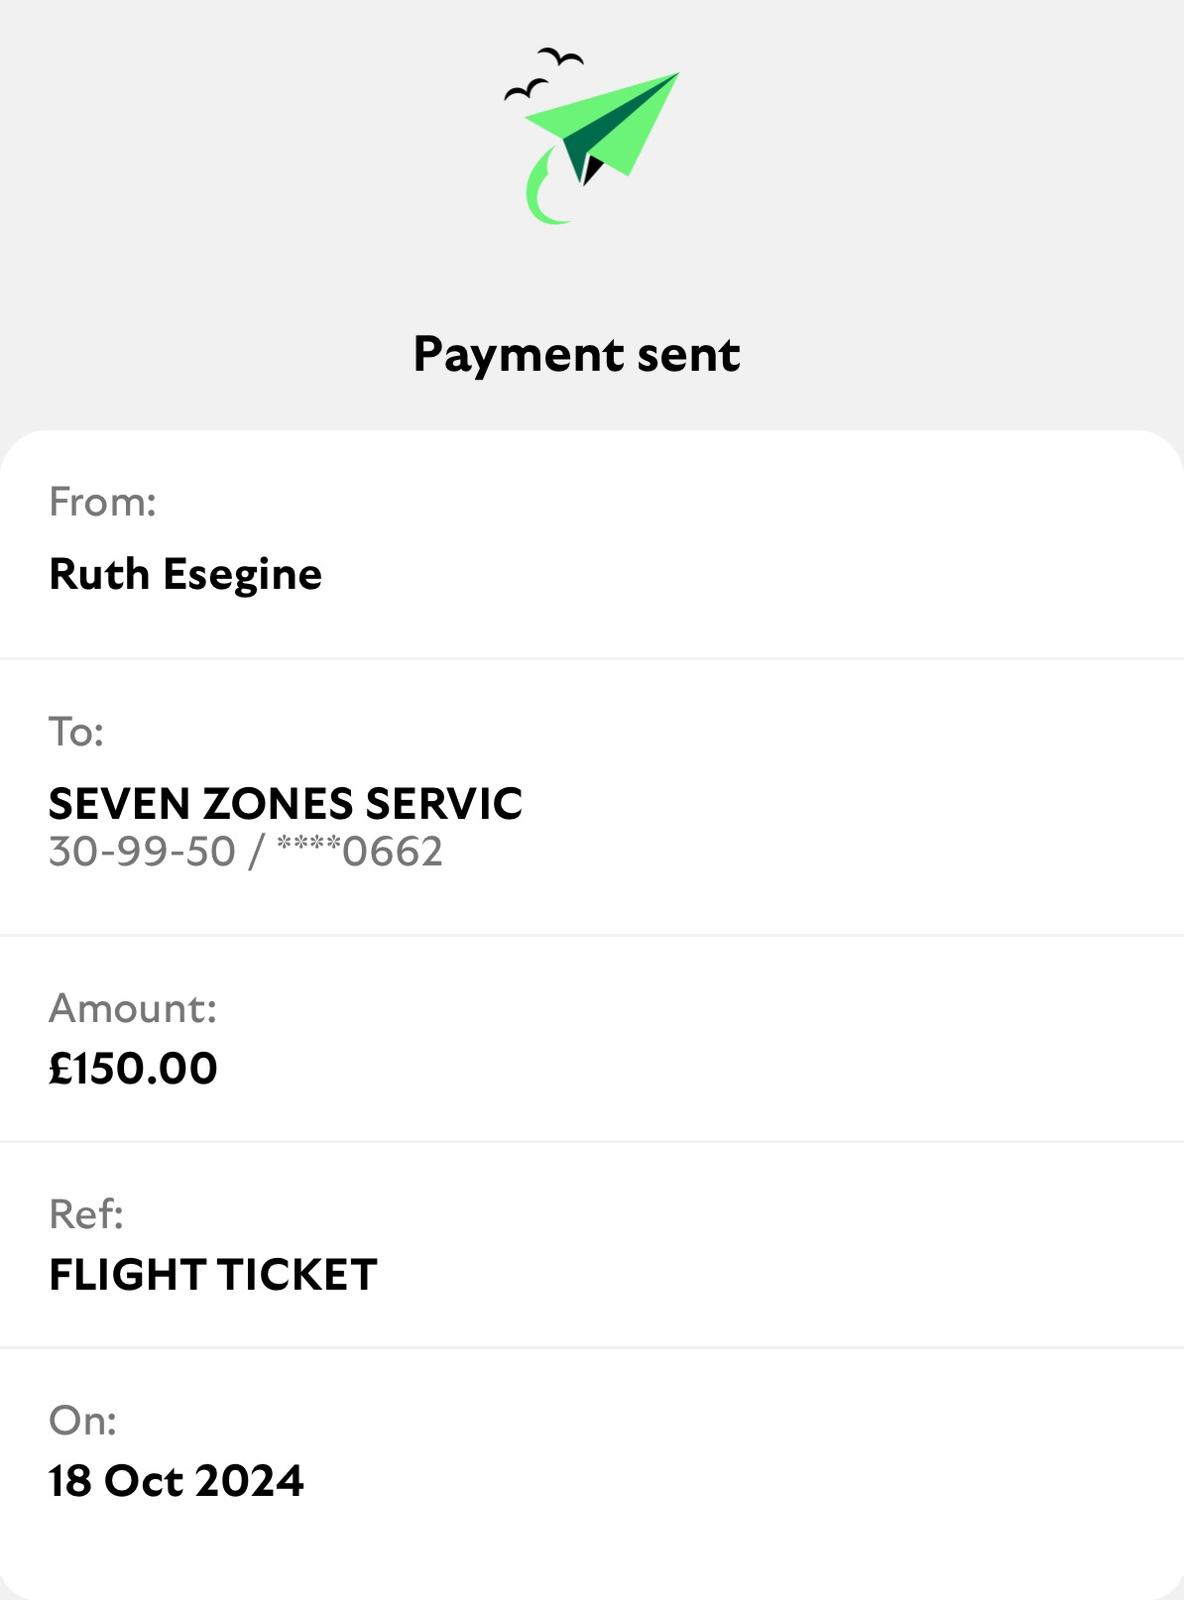 Payment sent
From:
Ruth Esegine
To:
SEVEN ZONES SERVIC
30-99-50 / ****0662
Amount:
£150.00
Ref:
FLIGHT TICKET
On:
18 Oct 2024